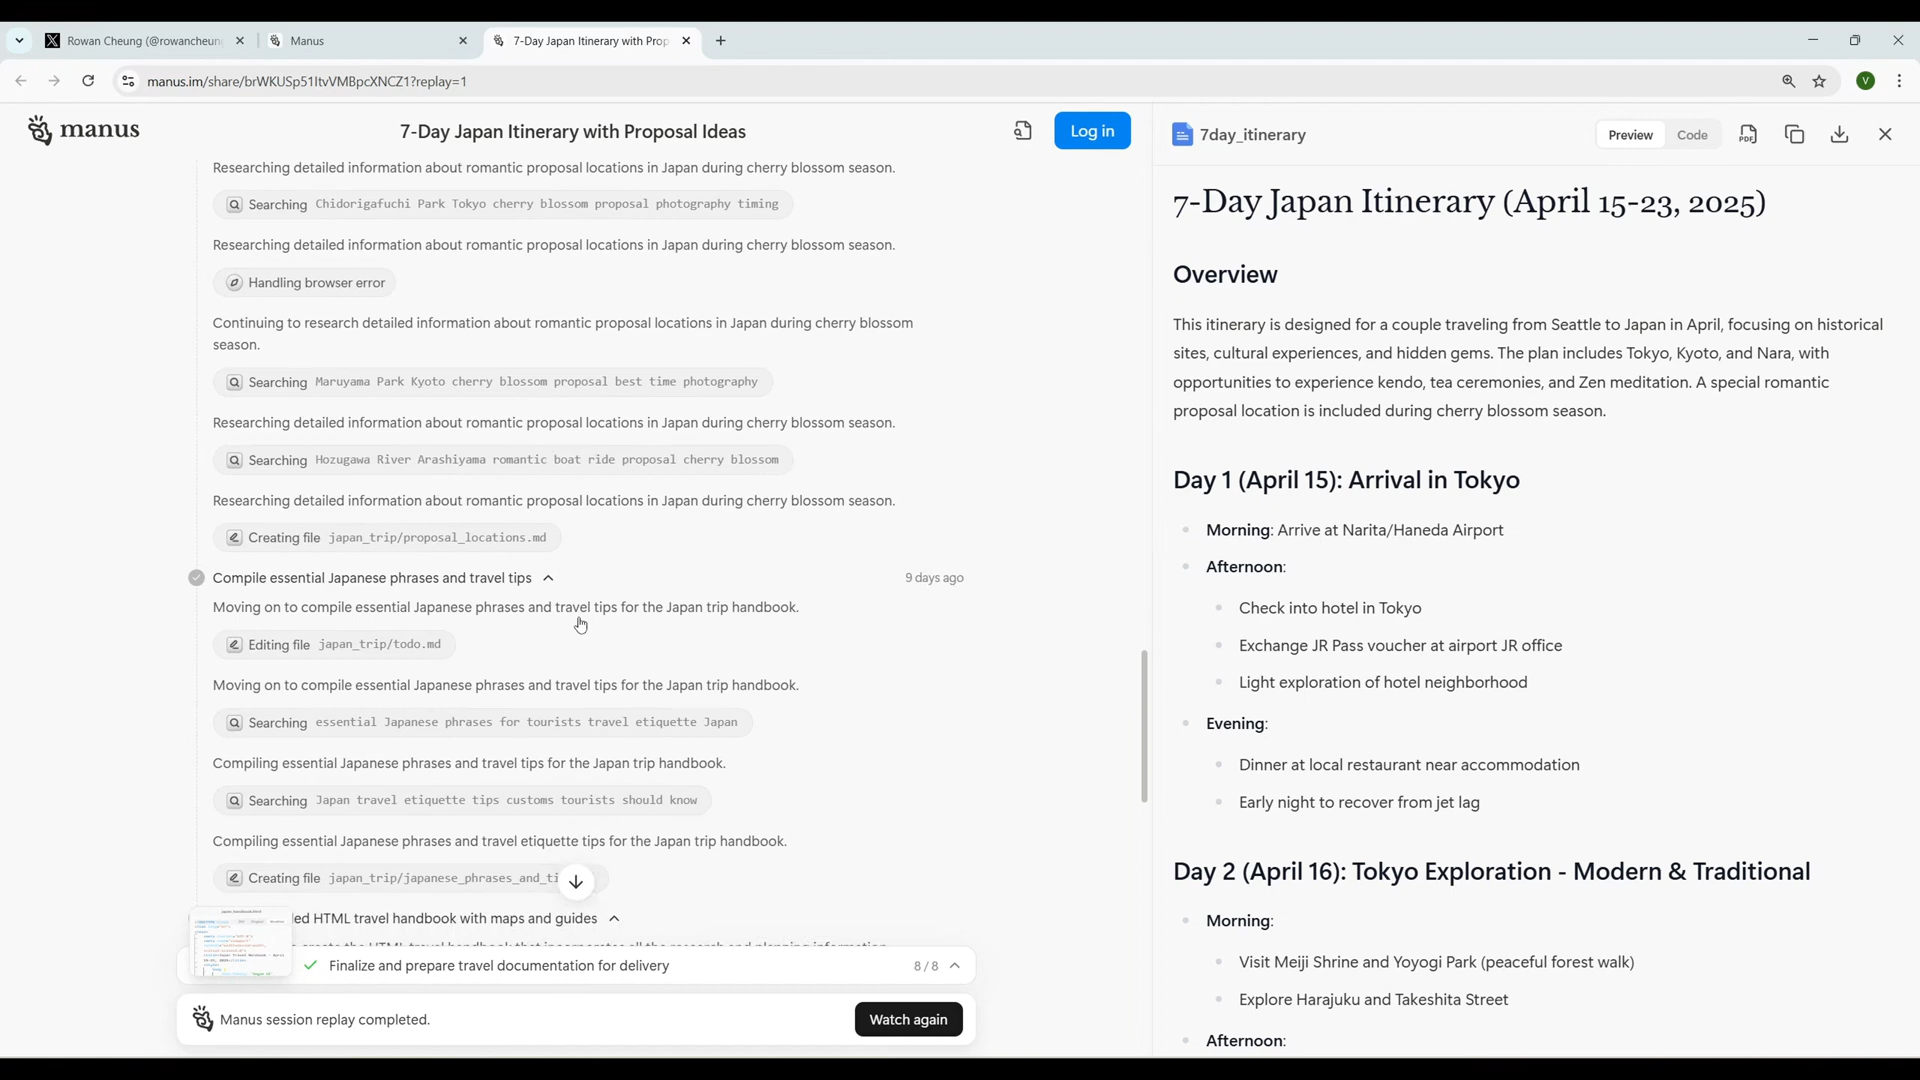 Rowan Cheung (@rowancheun
Manus
7-Day Japan Itinerary with Prop
manus.im/share/brWKUSp51ItvVMBpcXNCZ1?replay=1
V
manus
7-Day Japan Itinerary with Proposal Ideas
Log in
Researching detailed information about romantic proposal locations in Japan during cherry blossom season.
Searching Chidorigafuchi Park Tokyo cherry blossom proposal photography timing
Researching detailed information about romantic proposal locations in Japan during cherry blossom season.
Handling browser error
Continuing to research detailed information about romantic proposal locations in Japan during cherry blossom
season.
Searching Maruyama Park Kyoto cherry blossom proposal best time photography
Researching detailed information about romantic proposal locations in Japan during cherry blossom season.
Searching Hozugawa River Arashiyama romantic boat ride proposal cherry blossom
Researching detailed information about romantic proposal locations in Japan during cherry blossom season.
Creating file japan_trip/proposal_locations.md
Compile essential Japanese phrases and travel tips
9 days ago
Moving on to compile essential Japanese phrases and travel tips for the Japan trip handbook.
Editing file japan_trip/todo.md
Moving on to compile essential Japanese phrases and travel tips for the Japan trip handbook.
Searching essential Japanese phrases for tourists travel etiquette Japan
Compiling essential Japanese phrases and travel tips for the Japan trip handbook.
Searching Japan travel etiquette tips customs tourists should know
Compiling essential Japanese phrases and travel etiquette tips for the Japan trip handbook.
Creating file japan_trip/japanese_phrases_and_ti
led HTML travel handbook with maps and guides
create the HTML travel handbook that incorporates all the research and planning information.
Finalize and prepare travel documentation for delivery
8 / 8
Manus session replay completed.
Watch again
7day_itinerary
Preview
Code
PDF
7-Day Japan Itinerary (April 15-23, 2025)
Overview
This itinerary is designed for a couple traveling from Seattle to Japan in April, focusing on historical
sites, cultural experiences, and hidden gems. The plan includes Tokyo, Kyoto, and Nara, with
opportunities to experience kendo, tea ceremonies, and Zen meditation. A special romantic
proposal location is included during cherry blossom season.
Day 1 (April 15): Arrival in Tokyo
Morning: Arrive at Narita/Haneda Airport
Afternoon:
Check into hotel in Tokyo
Exchange JR Pass voucher at airport JR office
Light exploration of hotel neighborhood
Evening:
Dinner at local restaurant near accommodation
Early night to recover from jet lag
Day 2 (April 16): Tokyo Exploration - Modern & Traditional
Morning:
Visit Meiji Shrine and Yoyogi Park (peaceful forest walk)
Explore Harajuku and Takeshita Street
Afternoon: